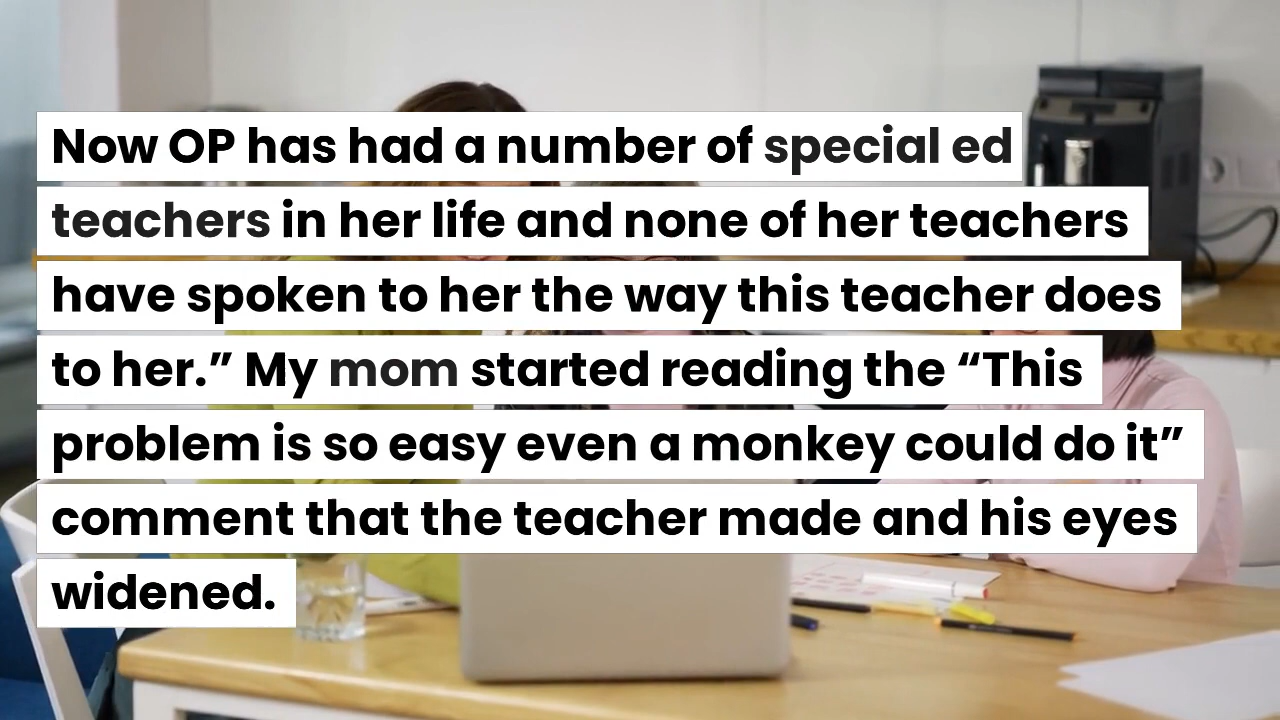 Now OP has had a number of special ed
teachers in her life and none of her teachers
have spoken to her the way this teacher does
to her.” My mom started reading the “This
problem is so easy even a monkey could do it”
comment that the teacher made and his eyes
widened.